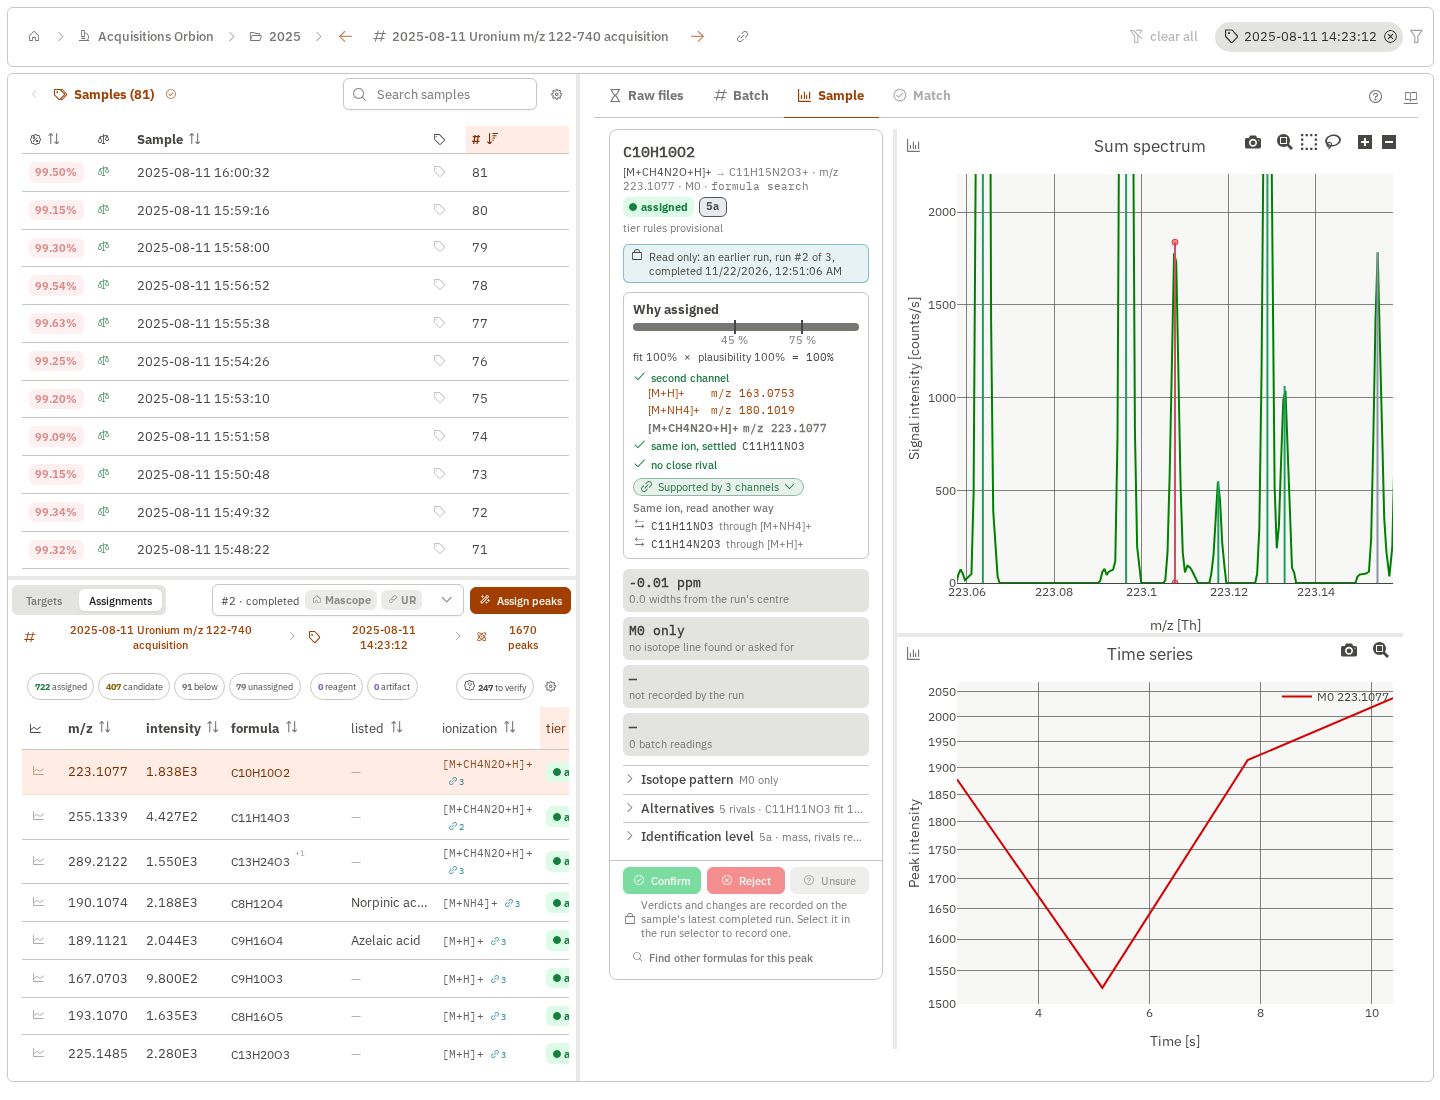 Acquisitions Orbion
2025
2025-08-11 Uronium m/z 122-740 acquisition
clear all
2025-08-11 14:23:12
Samples (81)
Search samples
Sample
#
99.50% 2025-08-11 16:00:32 81
99.15% 2025-08-11 15:59:16 80
99.30% 2025-08-11 15:58:00 79
99.54% 2025-08-11 15:56:52 78
99.63% 2025-08-11 15:55:38 77
99.25% 2025-08-11 15:54:26 76
99.20% 2025-08-11 15:53:10 75
99.09% 2025-08-11 15:51:58 74
99.15% 2025-08-11 15:50:48 73
99.34% 2025-08-11 15:49:32 72
99.32% 2025-08-11 15:48:22 71
Targets
Assignments
#2 · completed
Mascope
UR
Assign peaks
2025-08-11 Uronium m/z 122-740
acquisition
2025-08-11
14:23:12
1670
peaks
722 assigned
407 candidate
91 below
79 unassigned
0 reagent
0 artifact
247 to verify
m/z intensity formula listed ionization tier
223.1077 1.838E3 C10H10O2 — [M+CH4N2O+H]+ 3 a
255.1339 4.427E2 C11H14O3 — [M+CH4N2O+H]+ 2 a
289.2122 1.550E3 C13H24O3 +1 [M+CH4N2O+H]+ 3 a
190.1074 2.188E3 C8H12O4 Norpinic ac... [M+NH4]+ 3 a
189.1121 2.044E3 C9H16O4 Azelaic acid [M+H]+ 3 a
167.0703 9.800E2 C9H10O3 — [M+H]+ 3 a
193.1070 1.635E3 C8H16O5 — [M+H]+ 3 a
225.1485 2.280E3 C13H20O3 — [M+H]+ 3 a
Raw files
Batch
Sample
Match
C10H10O2
[M+CH4N2O+H]+ → C11H15N2O3+ · m/z
223.1077 · M0 · formula search
assigned
5a
tier rules provisional
Read only: an earlier run, run #2 of 3,
completed 11/22/2026, 12:51:06 AM
Why assigned
45 %
75 %
fit 100% × plausibility 100% = 100%
second channel
[M+H]+ m/z 163.0753
[M+NH4]+ m/z 180.1019
[M+CH4N2O+H]+ m/z 223.1077
same ion, settled C11H11NO3
no close rival
Supported by 3 channels
Same ion, read another way
C11H11NO3 through [M+NH4]+
C11H14N2O3 through [M+H]+
-0.01 ppm
0.0 widths from the run's centre
M0 only
no isotope line found or asked for
—
not recorded by the run
—
0 batch readings
Isotope pattern M0 only
Alternatives 5 rivals · C11H11NO3 fit 1...
Identification level 5a · mass, rivals re...
Confirm
Reject
Unsure
Verdicts and changes are recorded on the
sample's latest completed run. Select it in
the run selector to record one.
Find other formulas for this peak
Sum spectrum
Signal intensity [counts/s]
2000
1500
1000
500
0
223.06
223.08
223.1
223.12
223.14
m/z [Th]
Time series
M0 223.1077
Peak intensity
2050
2000
1950
1900
1850
1800
1750
1700
1650
1600
1550
1500
4
6
8
10
Time [s]